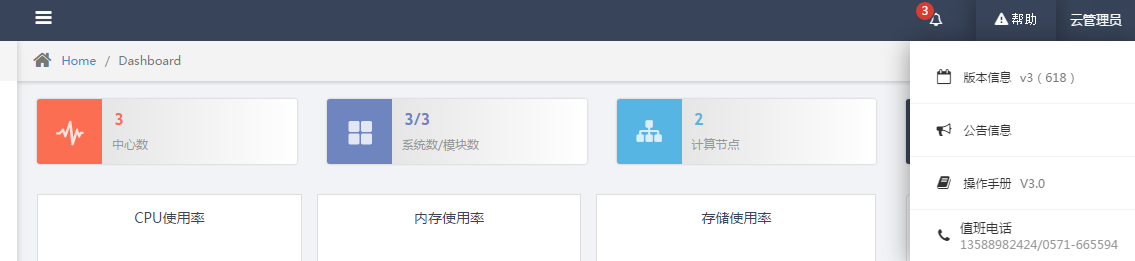 3
帮助
云管理员
Home / Dashboard
3
中心数
3/3
系统数/模块数
2
计算节点
CPU使用率
内存使用率
存储使用率
版本信息 v3（618）
公告信息
操作手册 V3.0
值班电话
13588982424/0571-665594